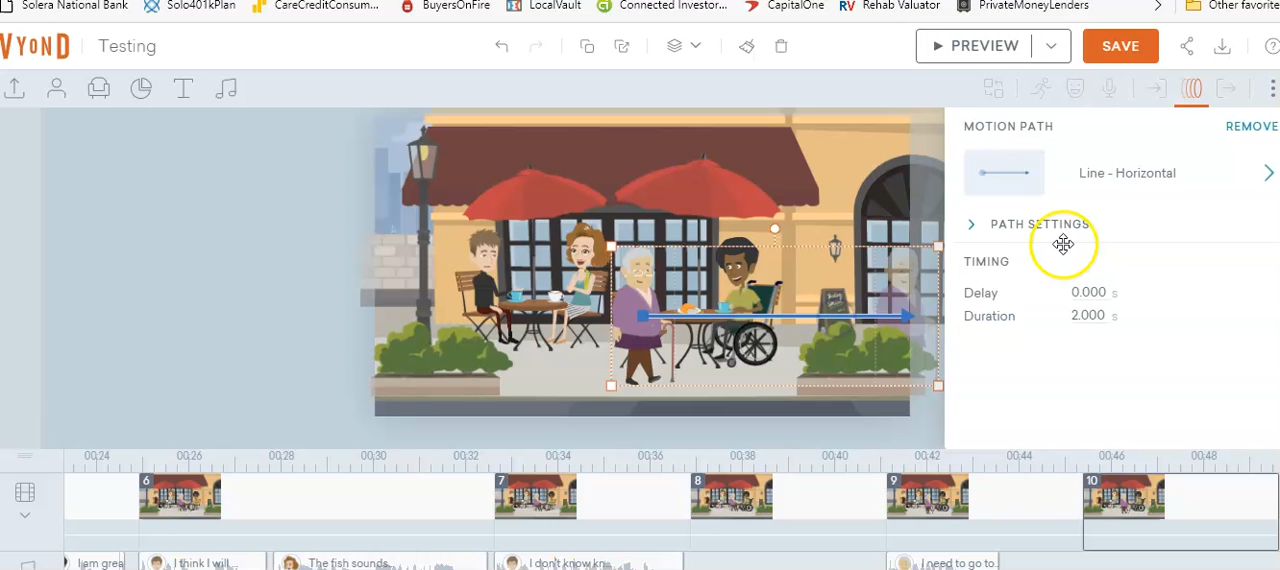 Solera National Bank Solo401kPlan CareCreditConsum... BuyersOnFire LocalVault Connected Investor... CapitalOne RV Rehab Valuator PrivateMoneyLenders Other favorite
VYOND Testing PREVIEW SAVE
MOTION PATH REMOVE
Line - Horizontal
PATH SETTINGS
TIMING
Delay 0.000 s
Duration 2.000 s
00:24 00:26 00:28 00:30 00:32 00:34 00:36 00:38 00:40 00:42 00:44 00:46 00:48
6 7 8 9 10
I am grea I think I will The fish sounds. I don't know kn... I need to go to..